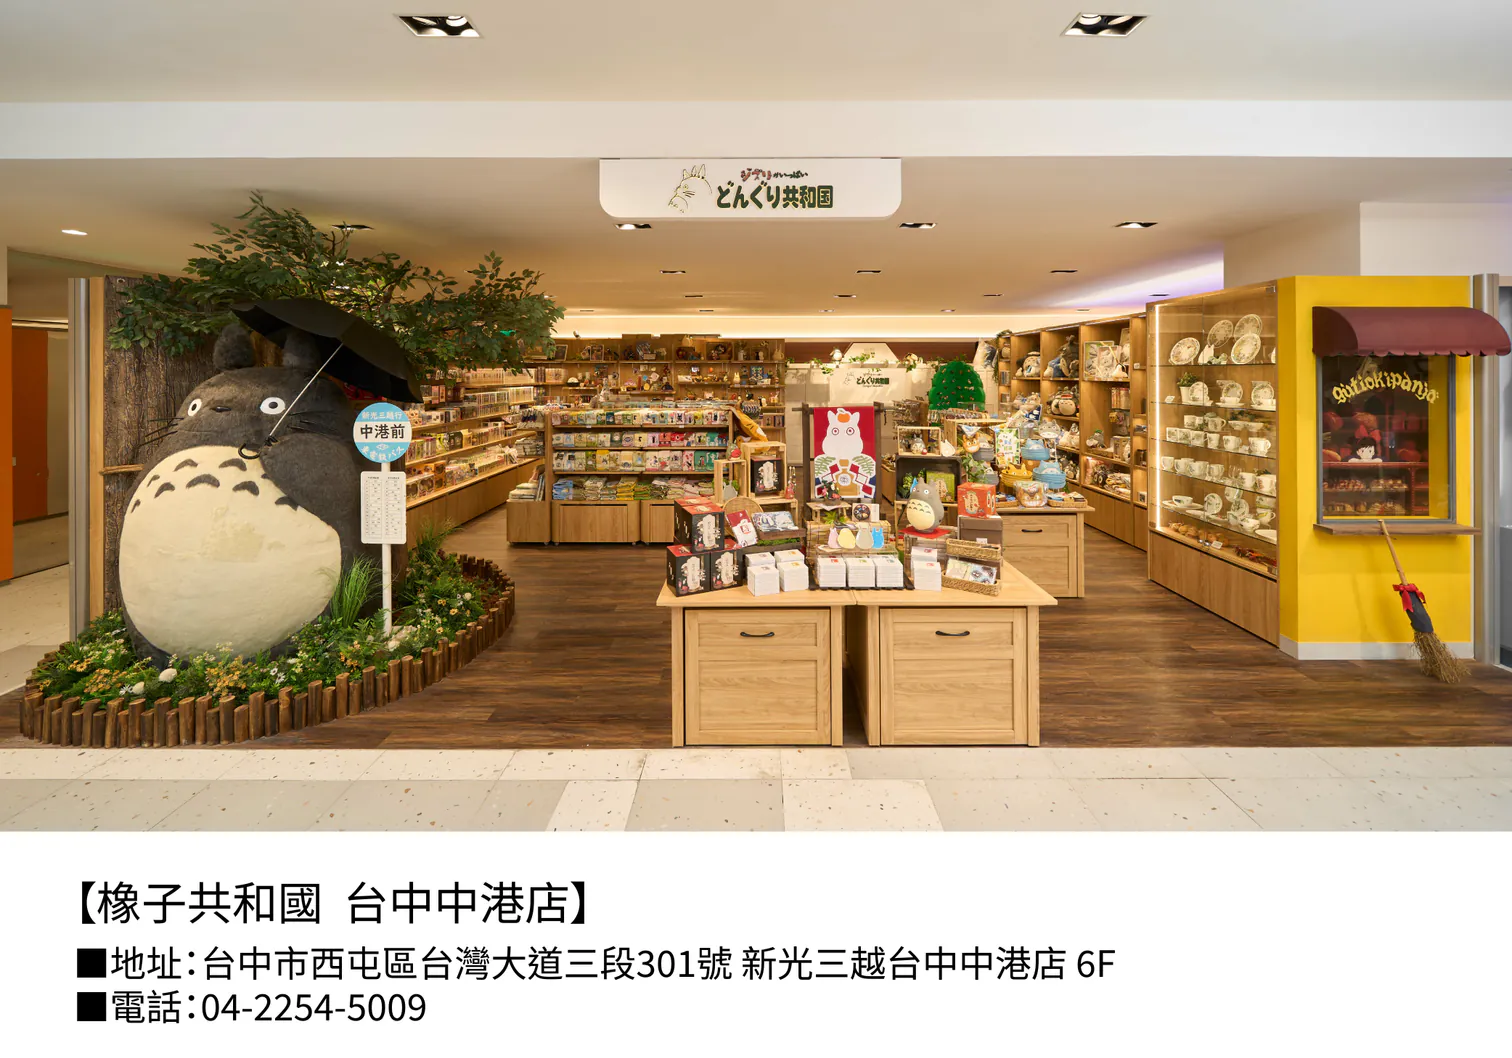 ジブリがいっぱい
どんぐり共和国
どんぐり共和国
新光三越行
中港前
gutiokipanja
【橡子共和國 台中中港店】
■地址：台中市西屯區台灣大道三段301號 新光三越台中中港店 6F
■電話：04-2254-5009